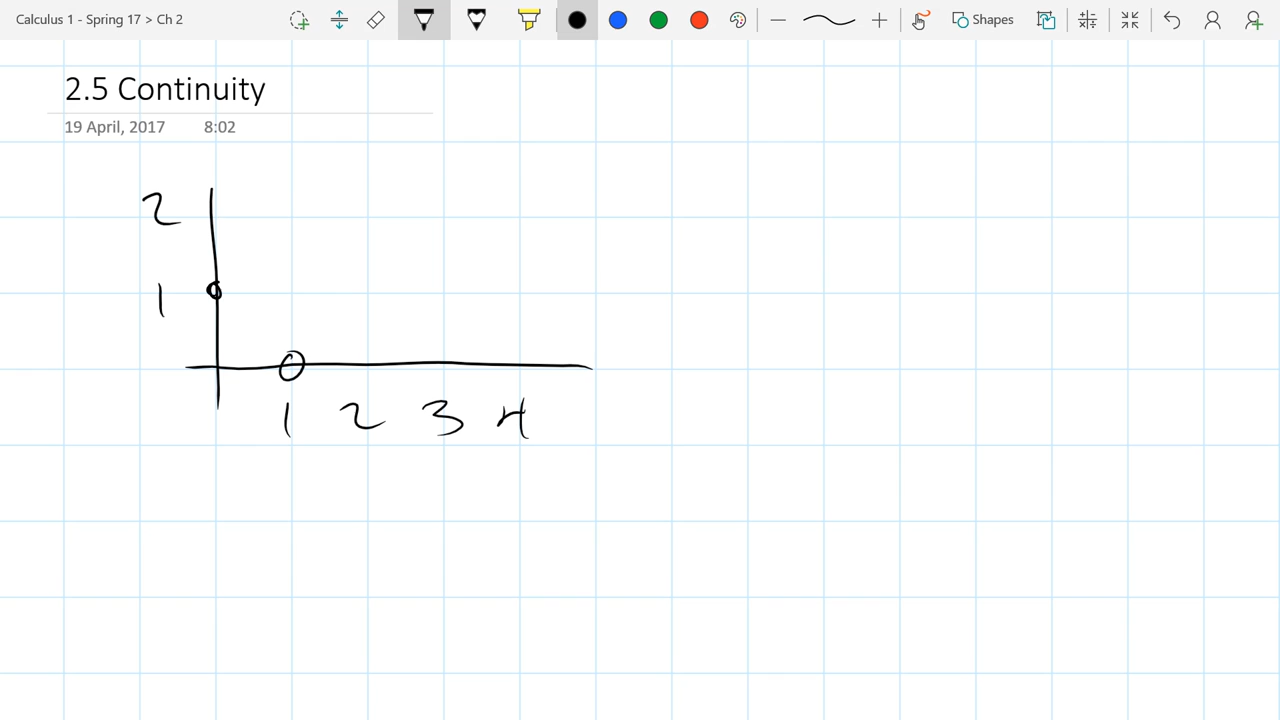 Calculus 1 - Spring 17 > Ch 2
Shapes
2.5 Continuity
19 April, 2017 8:02
2
1
1 2 3 4